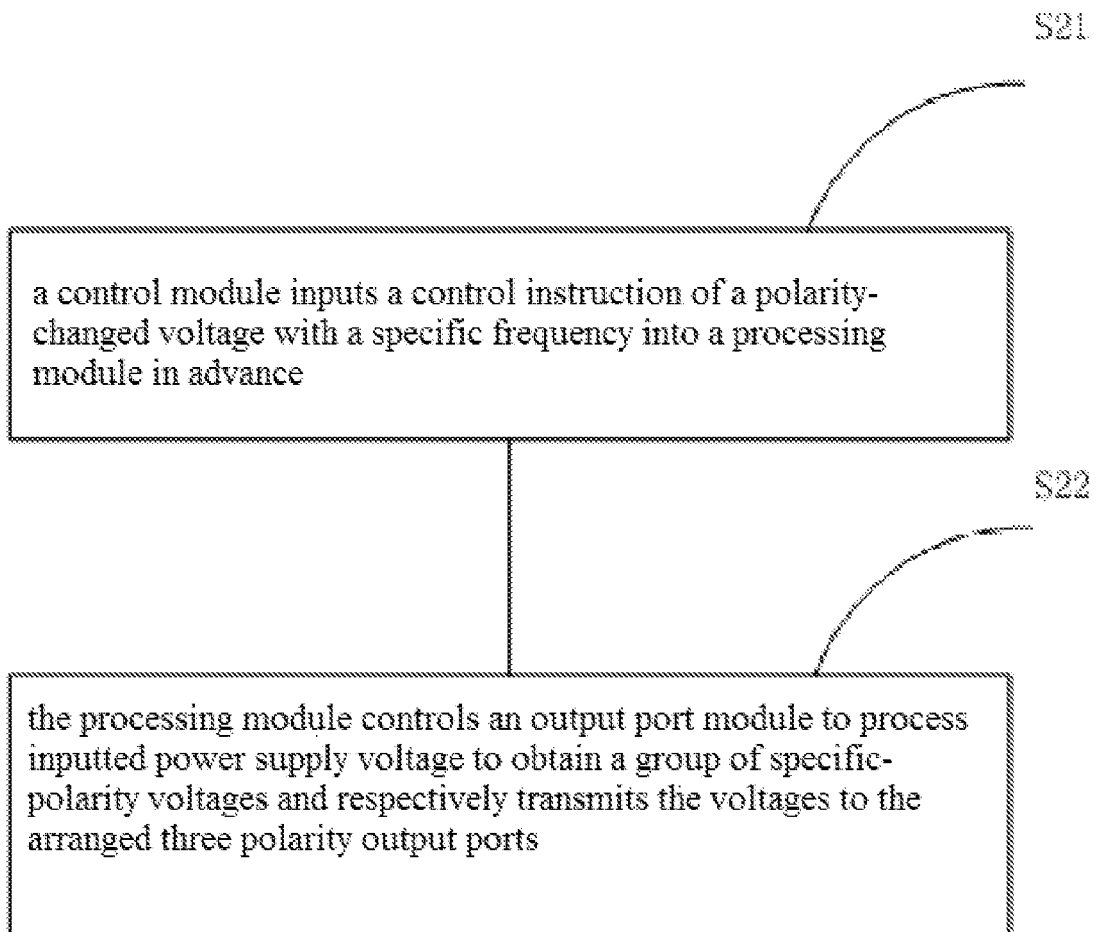 S21
a control module inputs a control instruction of a polarity-
changed voltage with a specific frequency into a processing
module in advance
S22
the processing module controls an output port module to process
inputted power supply voltage to obtain a group of specific-
polarity voltages and respectively transmits the voltages to the
arranged three polarity output ports